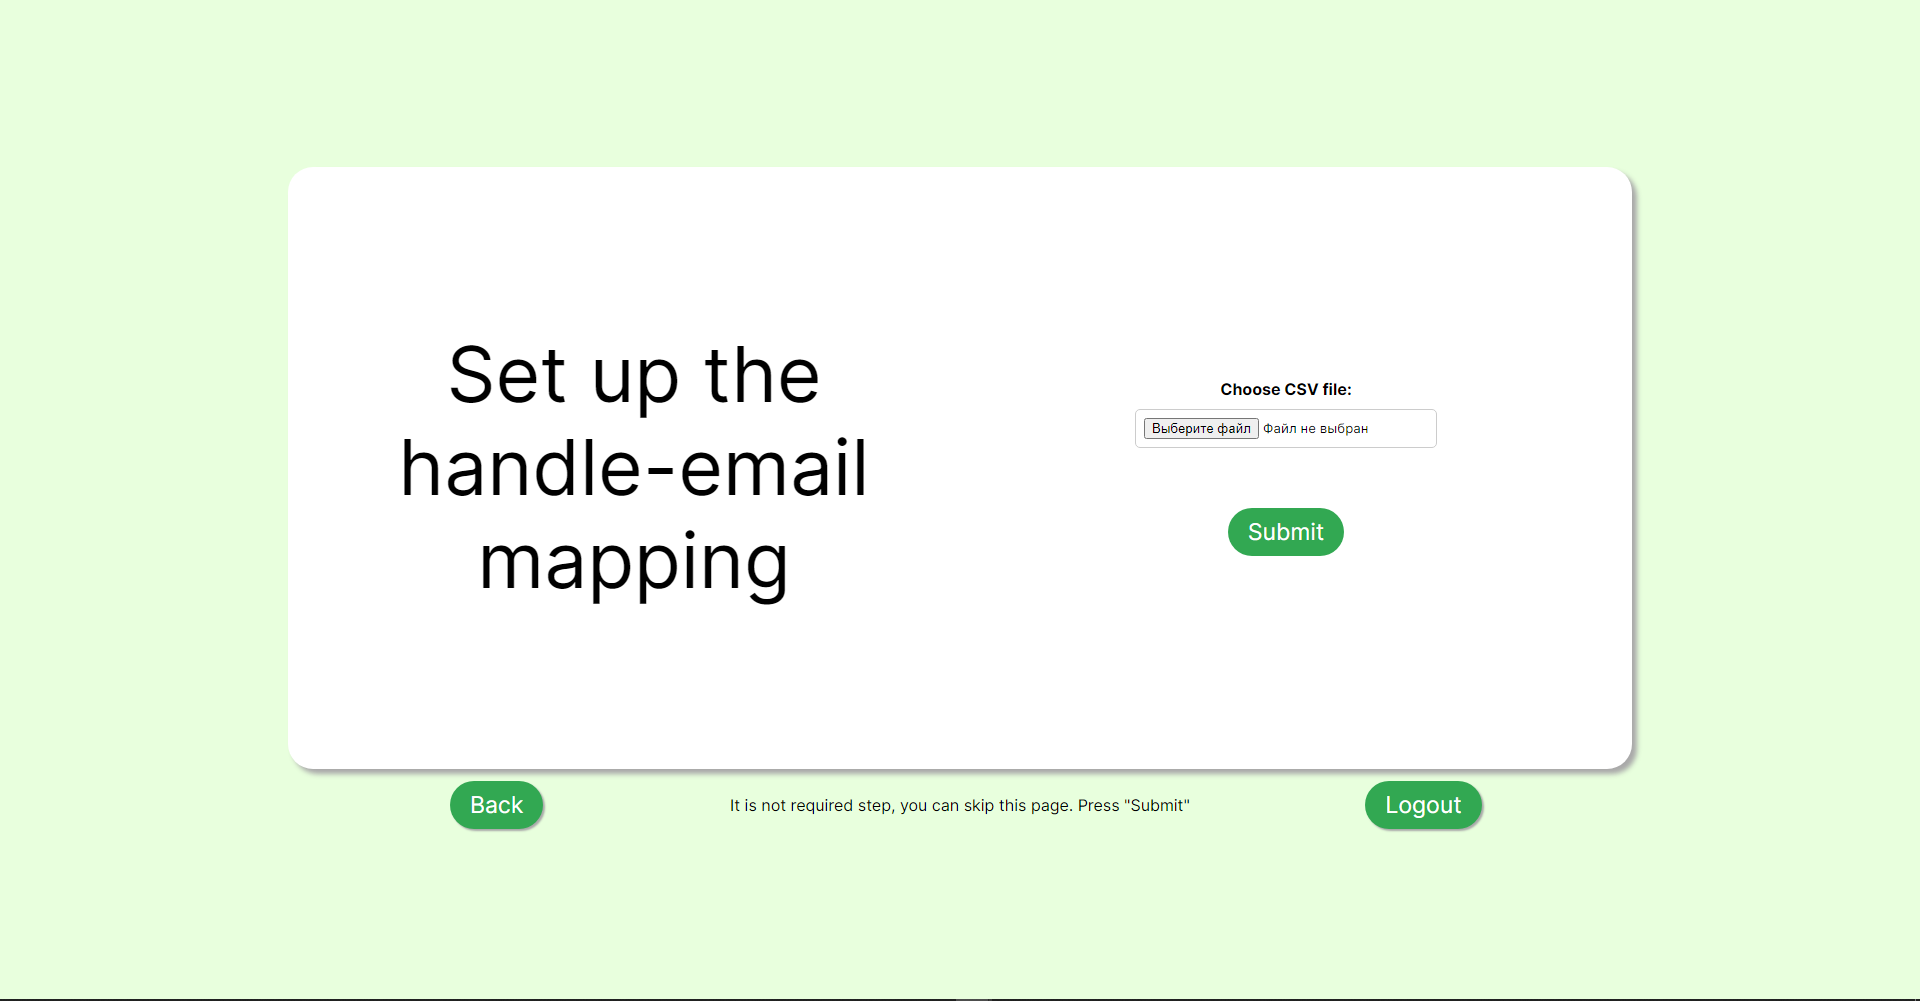 Set up the
handle-email
mapping
Choose CSV file:
Выберите файл Файл не выбран
Submit
Back
It is not required step, you can skip this page. Press "Submit"
Logout